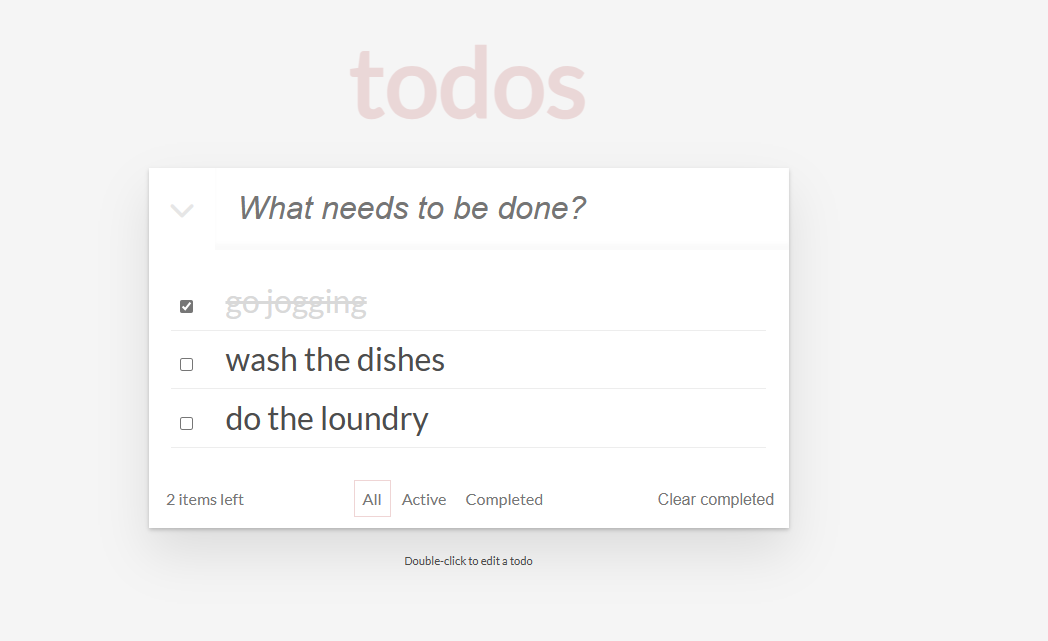 todos
What needs to be done?
go jogging
wash the dishes
do the loundry
2 items left All Active Completed Clear completed
Double-click to edit a todo